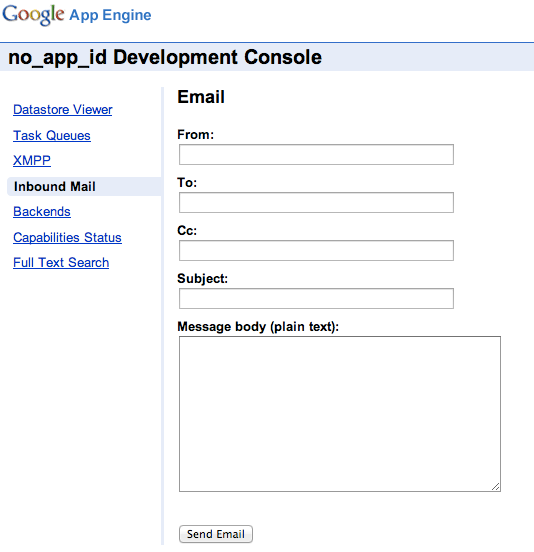 Google App Engine
no_app_id Development Console
Datastore Viewer
Task Queues
XMPP
Inbound Mail
Backends
Capabilities Status
Full Text Search
Email
From:
To:
Cc:
Subject:
Message body (plain text):
Send Email